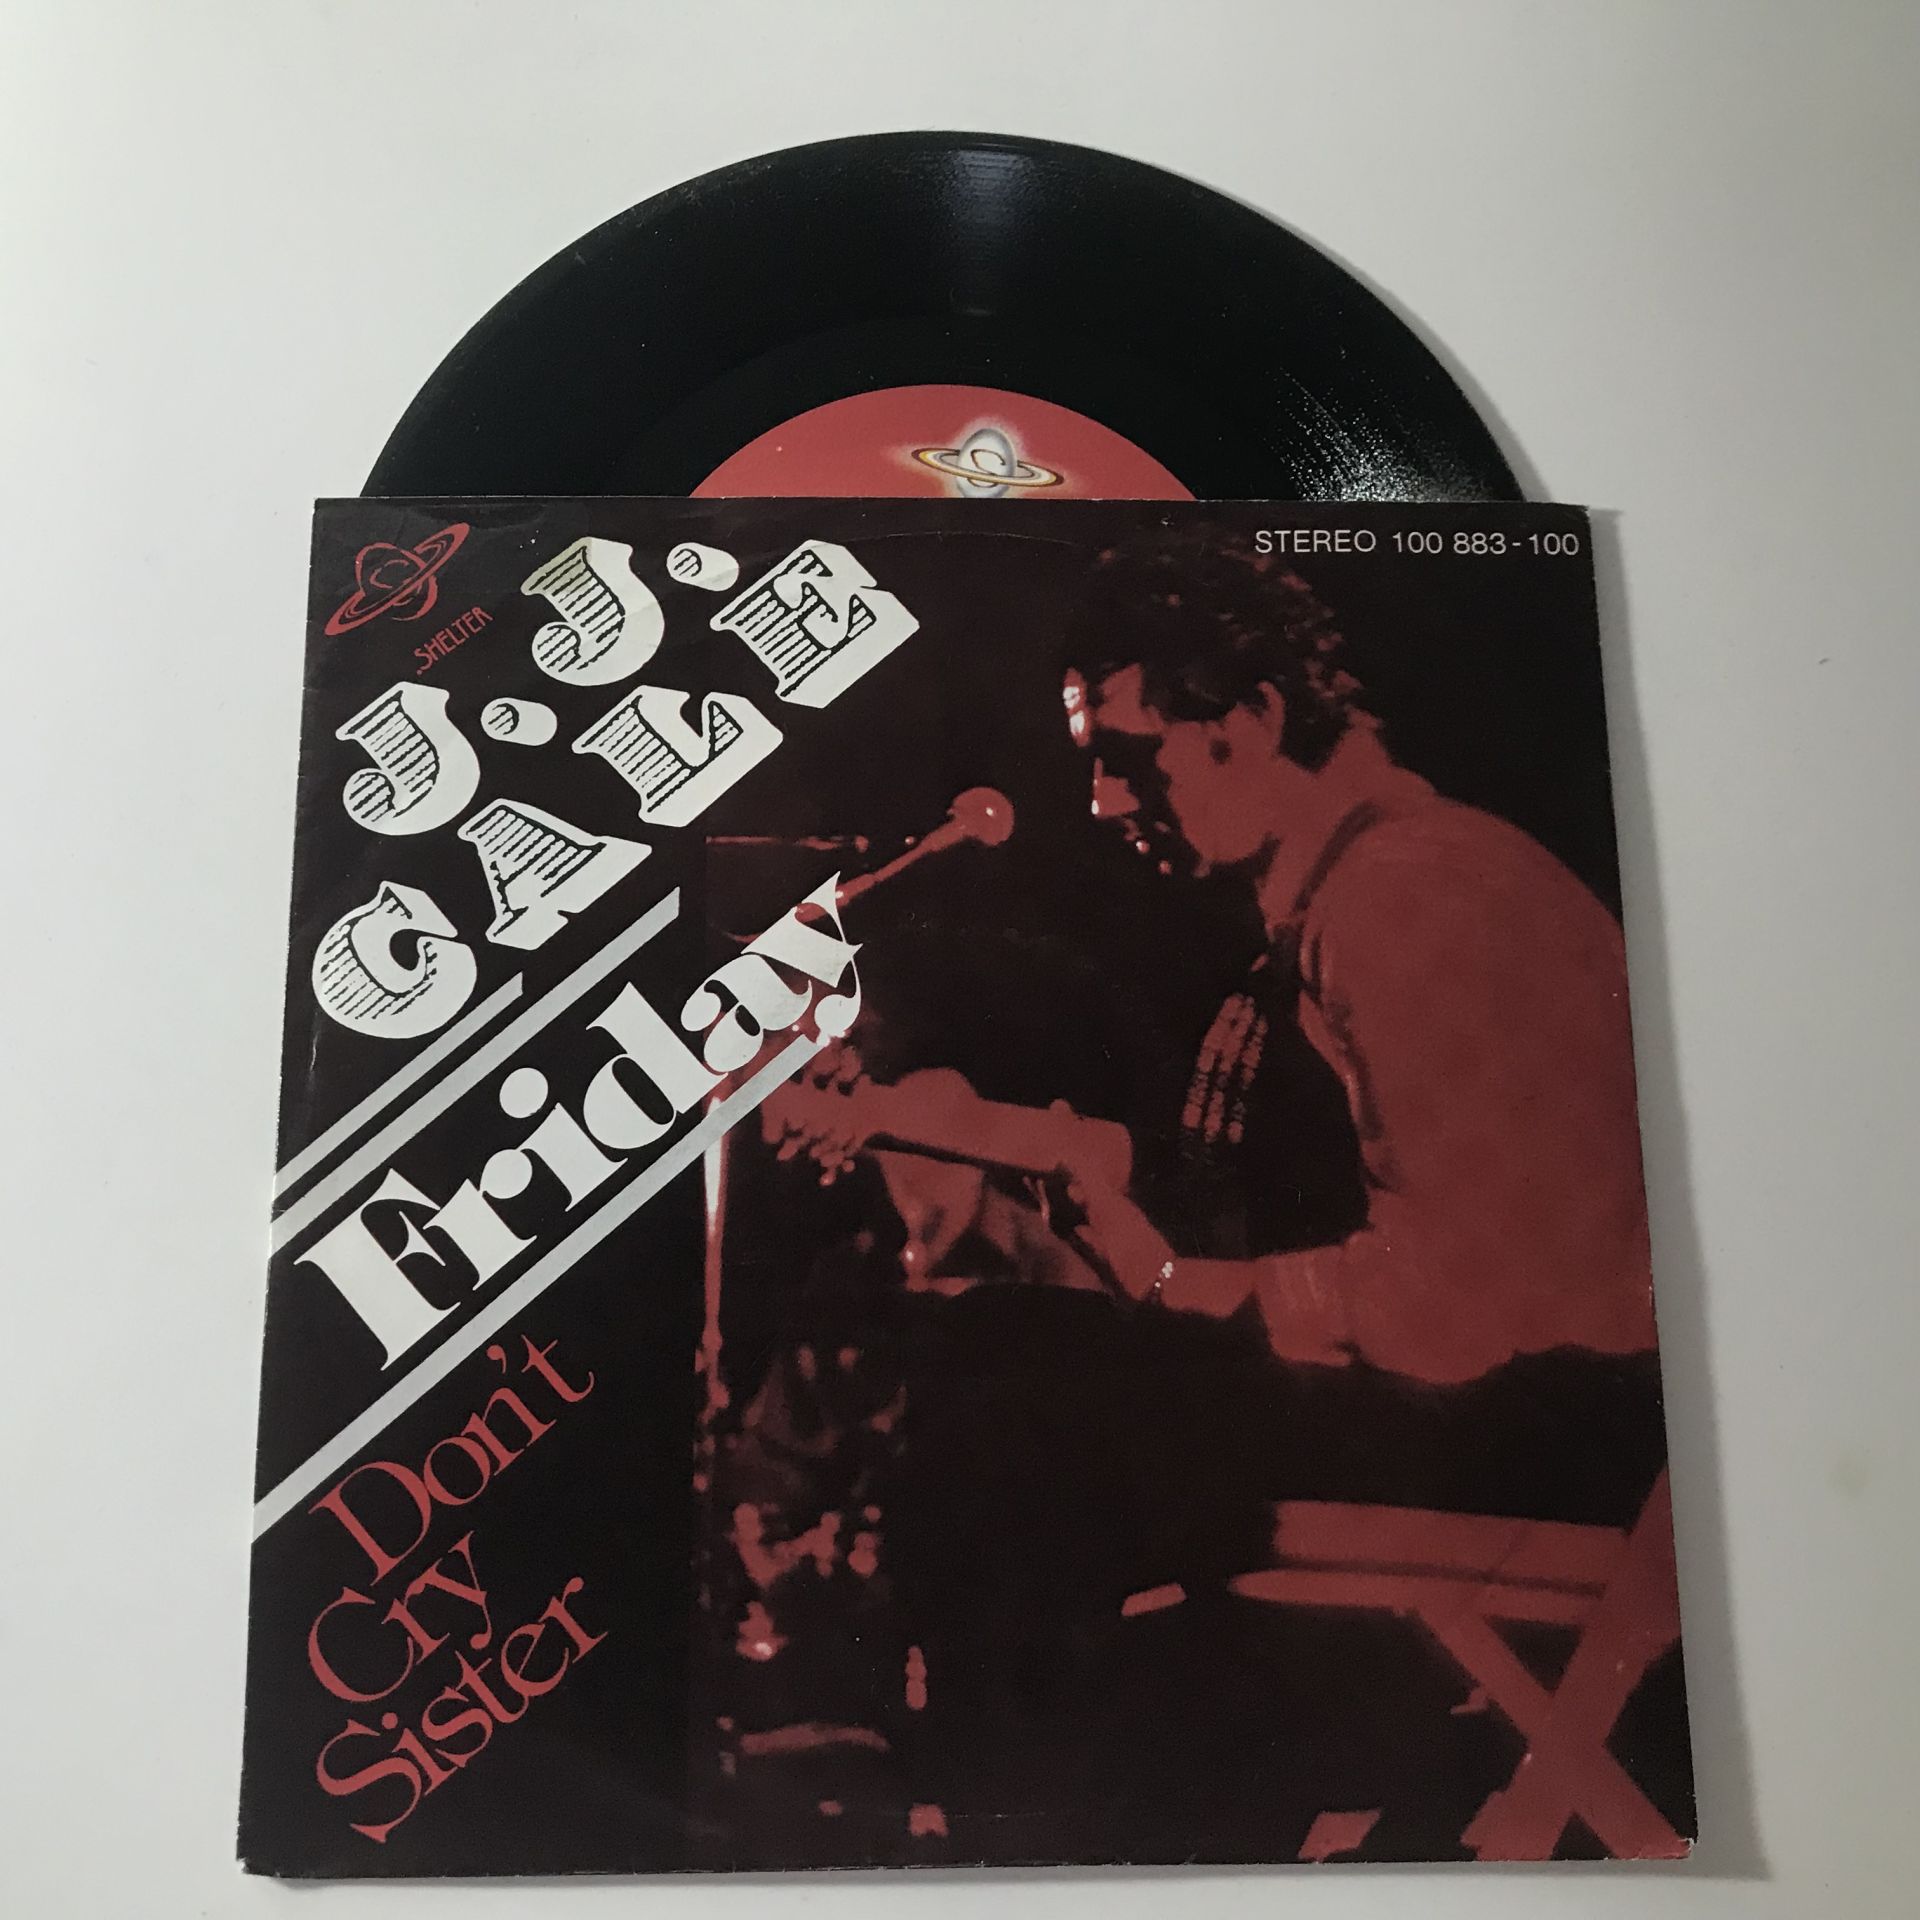 STEREO 100 883-100
SHELTER
J.J.
CALE
Friday
Don't
Cry
Sister